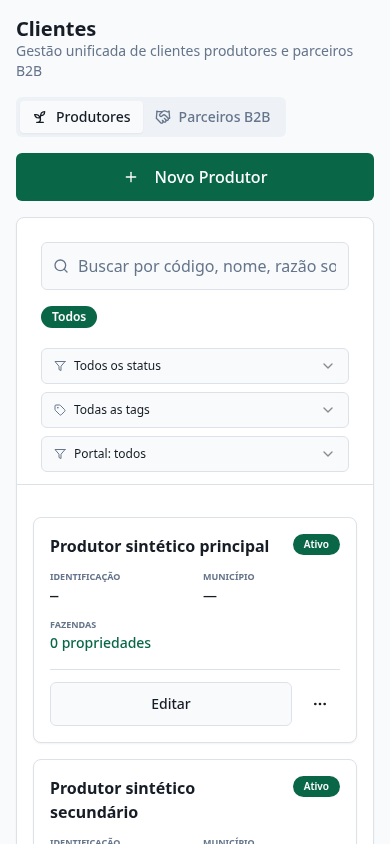 Clientes
Gestão unificada de clientes produtores e parceiros
B2B
Produtores
Parceiros B2B
Novo Produtor
Buscar por código, nome, razão so
Todos
Todos os status
Todas as tags
Portal: todos
Produtor sintético principal
Ativo
IDENTIFICAÇÃO
MUNICÍPIO
—
—
FAZENDAS
0 propriedades
Editar
Produtor sintético
secundário
Ativo
IDENTIFICAÇÃO
MUNICÍPIO